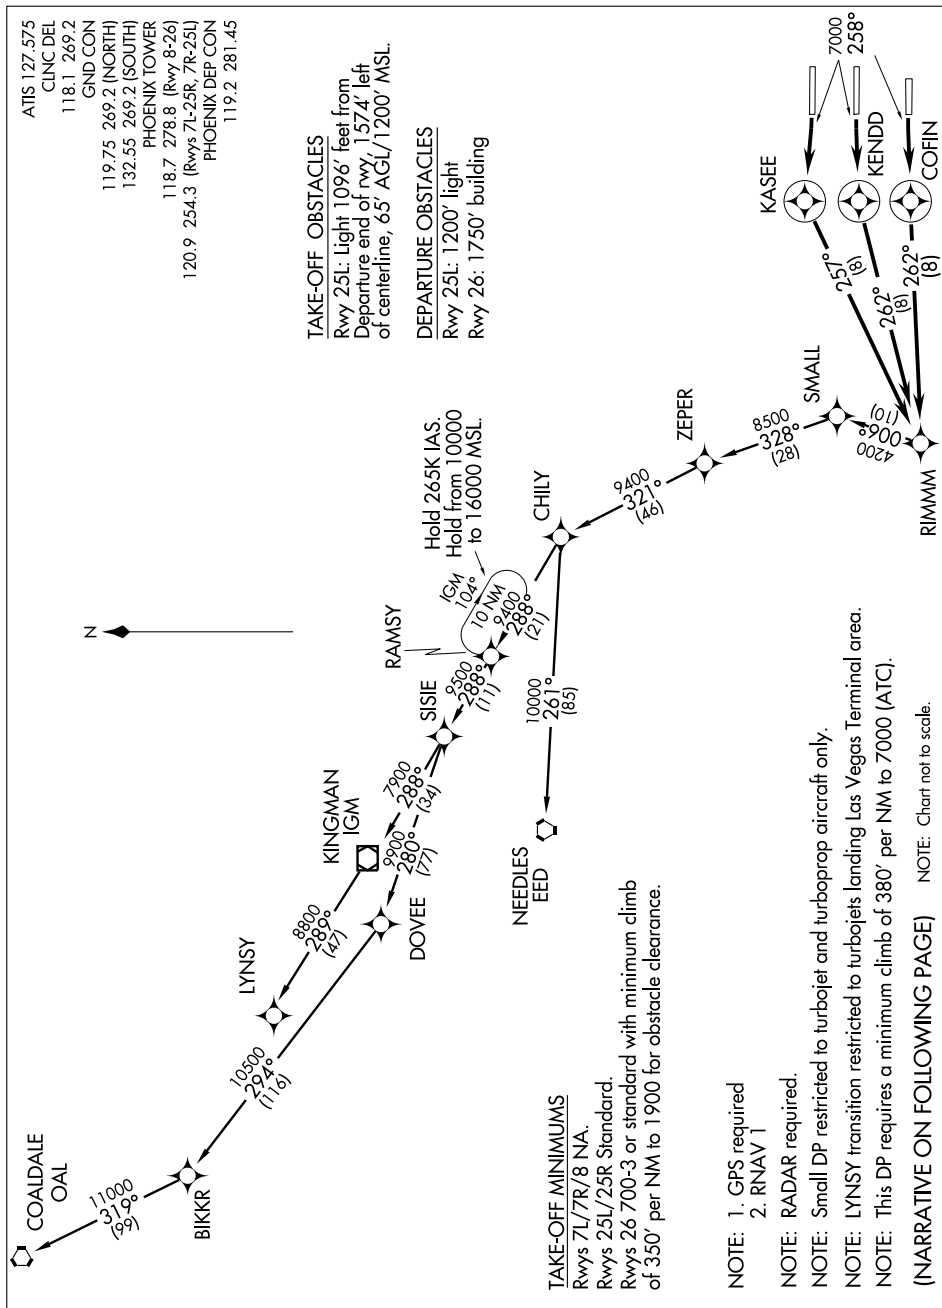 ATIS 127.575
CLNC DEL
118.1 269.2
GND CON
119.75 269.2 (NORTH)
132.55 269.2 (SOUTH)
PHOENIX TOWER
118.7 278.8 (Rwy 8-26)
120.9 254.3 (Rwys 7L-25R, 7R-25L)
PHOENIX DEP CON
119.2 281.45
TAKE-OFF OBSTACLES
Rwy 25L: Light 1096' feet from
Departure end of rwy, 1574' left
of centerline, 65' AGL/1200' MSL.
DEPARTURE OBSTACLES
Rwy 25L: 1200' light
Rwy 26: 1750' building
N
COALDALE
OAL
11000
319°
(99)
BIKKR
10500
294°
(116)
LYNSY
8800
289°
(47)
KINGMAN
IGM
DOVEE
7900
288°
(34)
9900
280°
(77)
SISIE
9500
288°
(11)
RAMSY
IGM
104°
10 NM
9400
288°
(21)
Hold 265K IAS.
Hold from 10000
to 16000 MSL.
CHILY
NEEDLES
EED
10000
261°
(85)
9400
321°
(46)
ZEPER
8500
328°
(28)
SMALL
4200
006°
(10)
RIMMM
KASEE
257°
(8)
KENDD
262°
(8)
COFIN
262°
(8)
7000
258°
TAKE-OFF MINIMUMS
Rwys 7L/7R/8 NA.
Rwys 25L/25R Standard.
Rwys 26 700-3 or standard with minimum climb
of 350' per NM to 1900 for obstacle clearance.
NOTE: 1. GPS required
2. RNAV 1
NOTE: RADAR required.
NOTE: Small DP restricted to turbojet and turboprop aircraft only.
NOTE: LYNSY transition restricted to turbojets landing Las Vegas Terminal area.
NOTE: This DP requires a minimum climb of 380' per NM to 7000 (ATC).
(NARRATIVE ON FOLLOWING PAGE) NOTE: Chart not to scale.